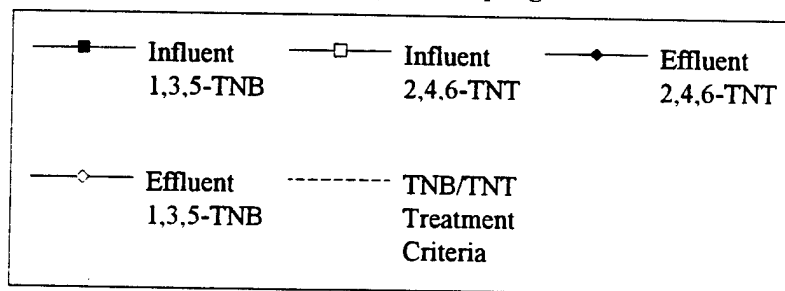 Influent
1,3,5-TNB
Influent
2,4,6-TNT
Effluent
2,4,6-TNT
Effluent
1,3,5-TNB
TNB/TNT
Treatment
Criteria